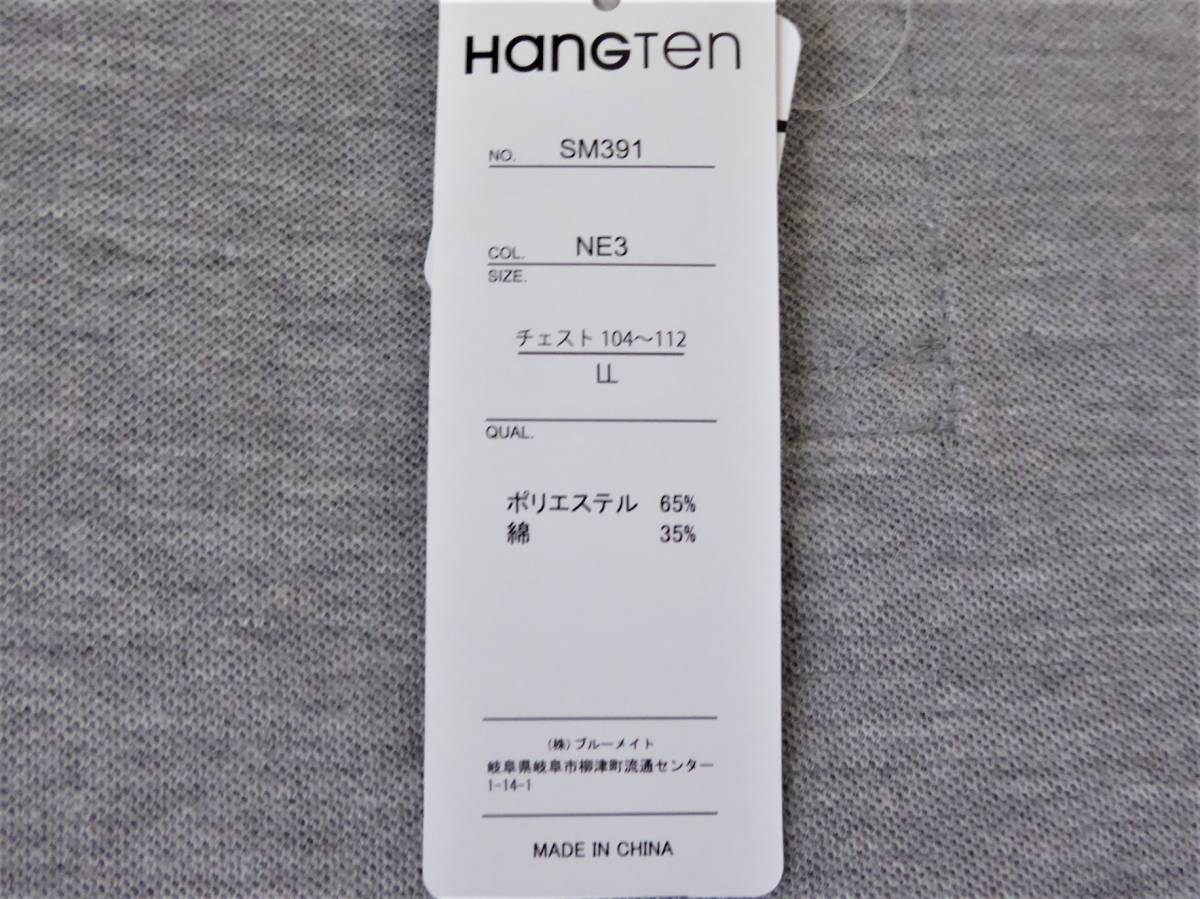 HANGTEN
NO. SM391
COL. NE3
SIZE.
チェスト 104～112
LL
QUAL.
ポリエステル 65%
綿 35%
(株)ブルーメイト
岐阜県岐阜市柳津町流通センター
1-14-1
MADE IN CHINA